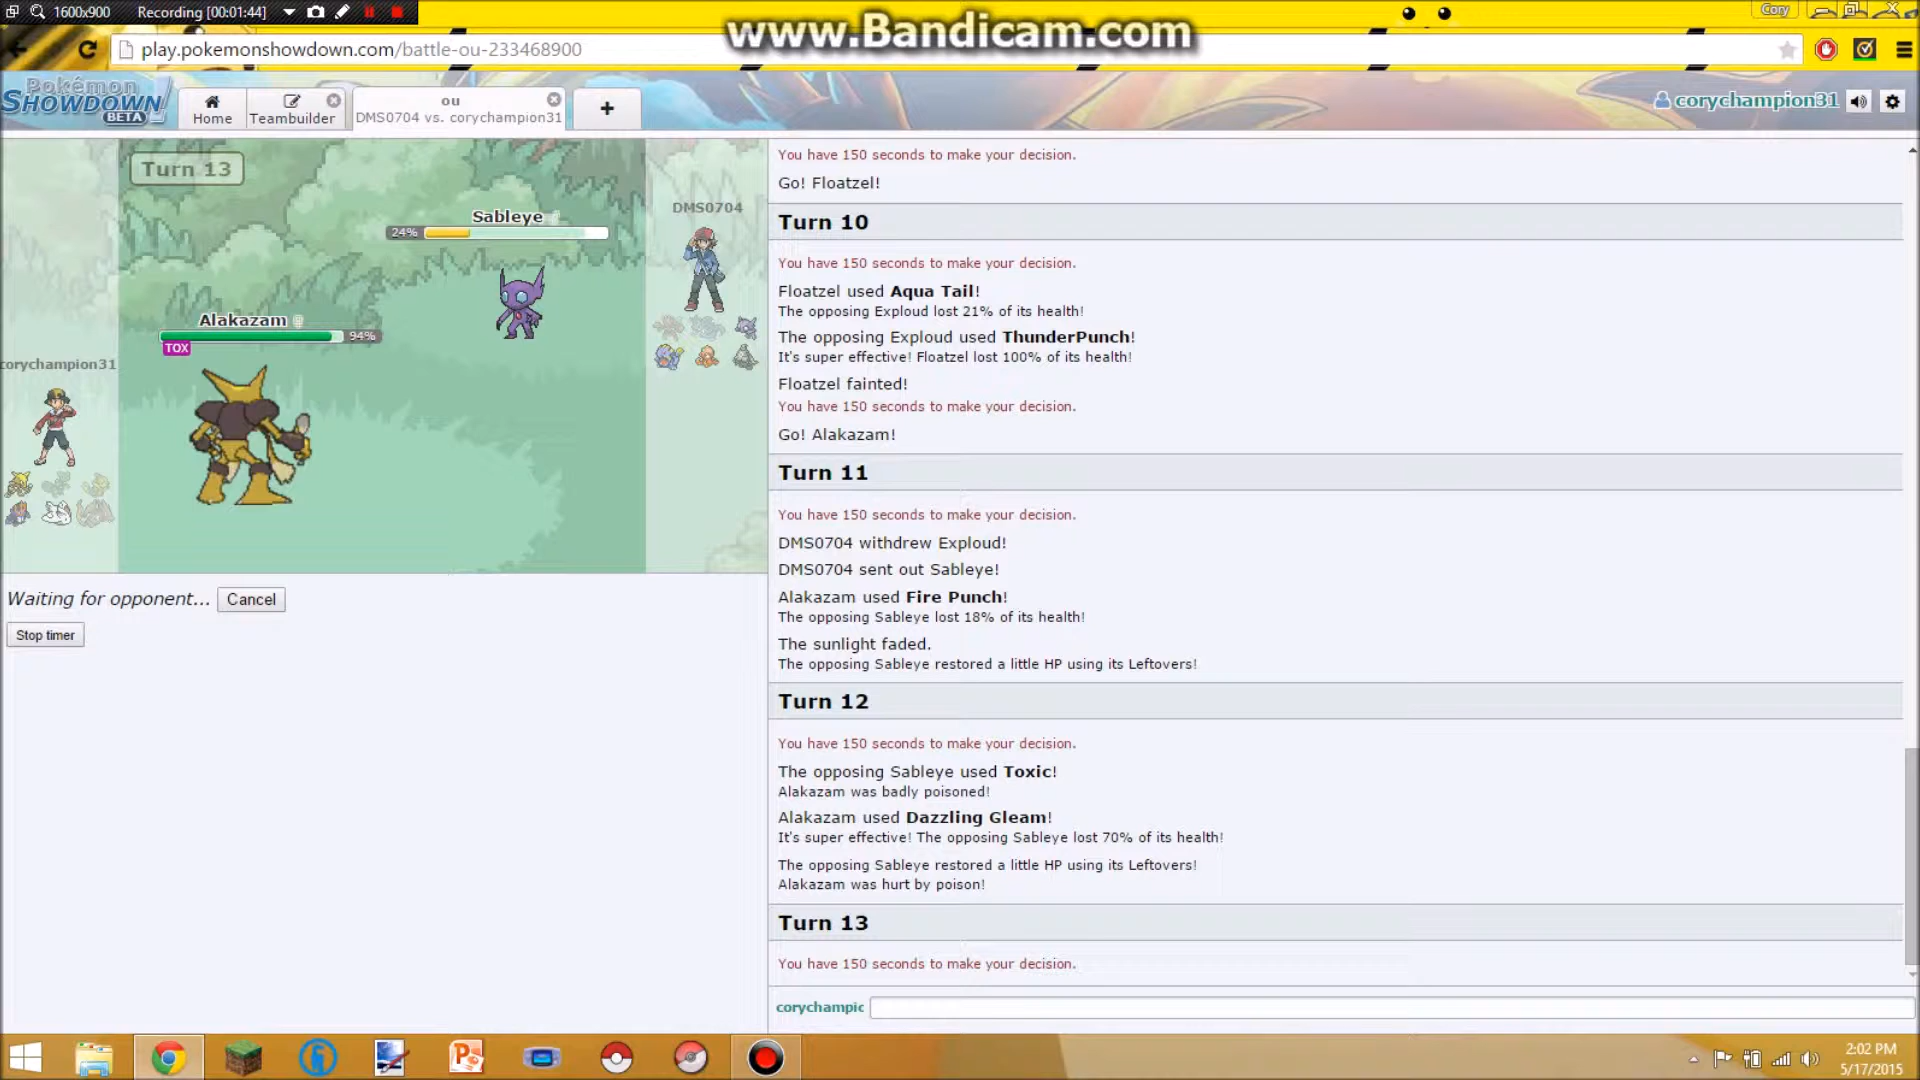 1600x900 Recording [00:01:44]
www.Bandicam.com
Cory
play.pokemonshowdown.com/battle-ou-233468900
Pokémon
SHOWDOWN!
BETA
Home
Teambuilder
ou
DMS0704 vs. corychampion31
+
corychampion31
Turn 13
Sableye
24%
DMS0704
Alakazam
94%
TOX
corychampion31
Waiting for opponent... Cancel
Stop timer
You have 150 seconds to make your decision.
Go! Floatzel!
Turn 10
You have 150 seconds to make your decision.
Floatzel used Aqua Tail!
The opposing Exploud lost 21% of its health!
The opposing Exploud used ThunderPunch!
It's super effective! Floatzel lost 100% of its health!
Floatzel fainted!
You have 150 seconds to make your decision.
Go! Alakazam!
Turn 11
You have 150 seconds to make your decision.
DMS0704 withdrew Exploud!
DMS0704 sent out Sableye!
Alakazam used Fire Punch!
The opposing Sableye lost 18% of its health!
The sunlight faded.
The opposing Sableye restored a little HP using its Leftovers!
Turn 12
You have 150 seconds to make your decision.
The opposing Sableye used Toxic!
Alakazam was badly poisoned!
Alakazam used Dazzling Gleam!
It's super effective! The opposing Sableye lost 70% of its health!
The opposing Sableye restored a little HP using its Leftovers!
Alakazam was hurt by poison!
Turn 13
You have 150 seconds to make your decision.
corychampic
2:02 PM
5/17/2015